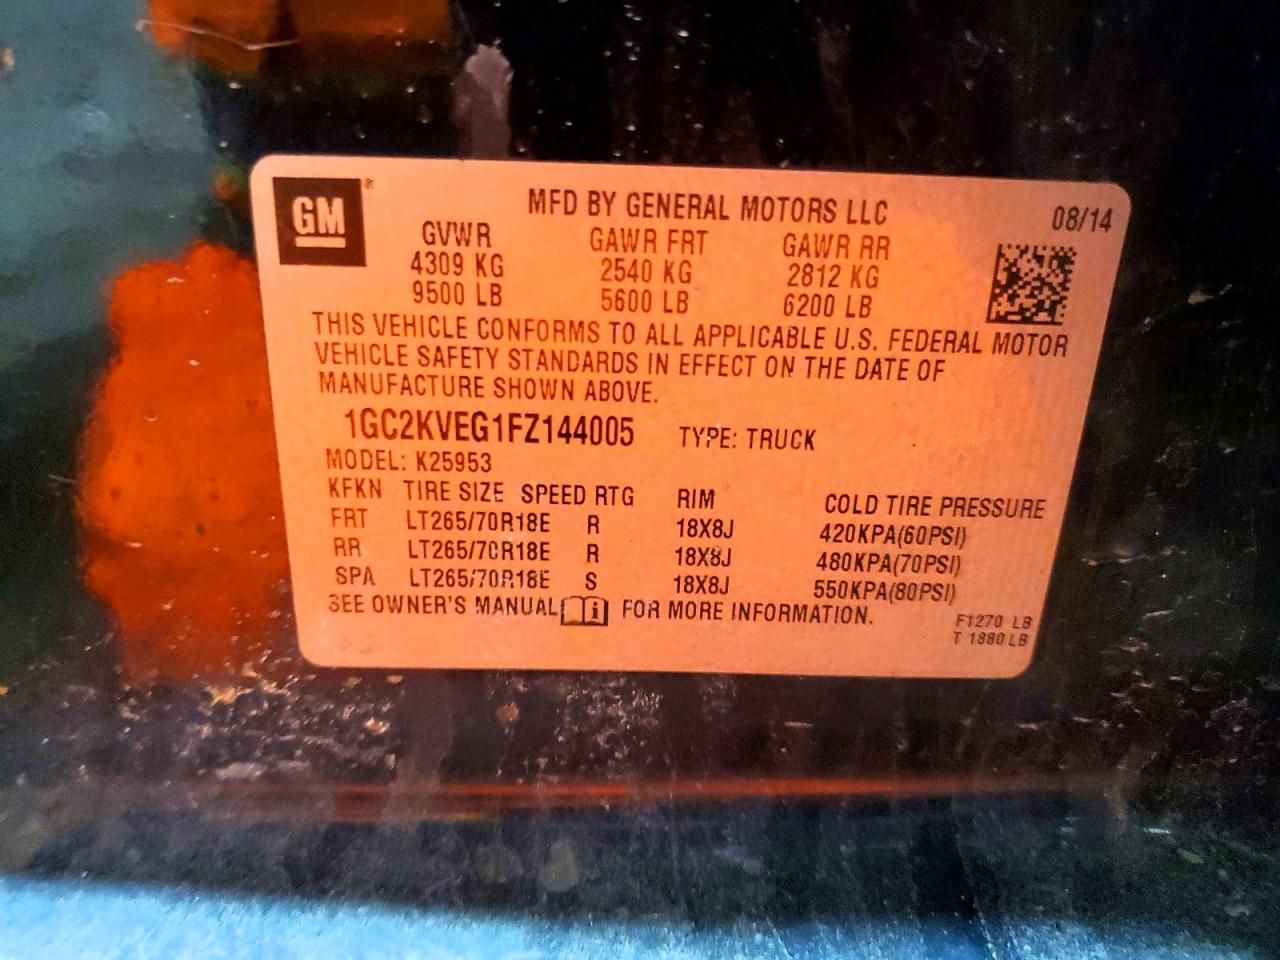 GM®
MFD BY GENERAL MOTORS LLC 08/14
GVWR GAWR FRT GAWR RR
4309 KG 2540 KG 2812 KG
9500 LB 5600 LB 6200 LB
THIS VEHICLE CONFORMS TO ALL APPLICABLE U.S. FEDERAL MOTOR
VEHICLE SAFETY STANDARDS IN EFFECT ON THE DATE OF
MANUFACTURE SHOWN ABOVE.
1GC2KVEG1FZ144005 TYPE: TRUCK
MODEL: K25953
KFKN TIRE SIZE SPEED RTG RIM COLD TIRE PRESSURE
FRT LT265/70R18E R 18X8J 420KPA(60PSI)
RR LT265/70R18E R 18X8J 480KPA(70PSI)
SPA LT265/70R18E S 18X8J 550KPA(80PSI)
SEE OWNER'S MANUAL FOR MORE INFORMATION.
F1270 LB
T 1880 LB